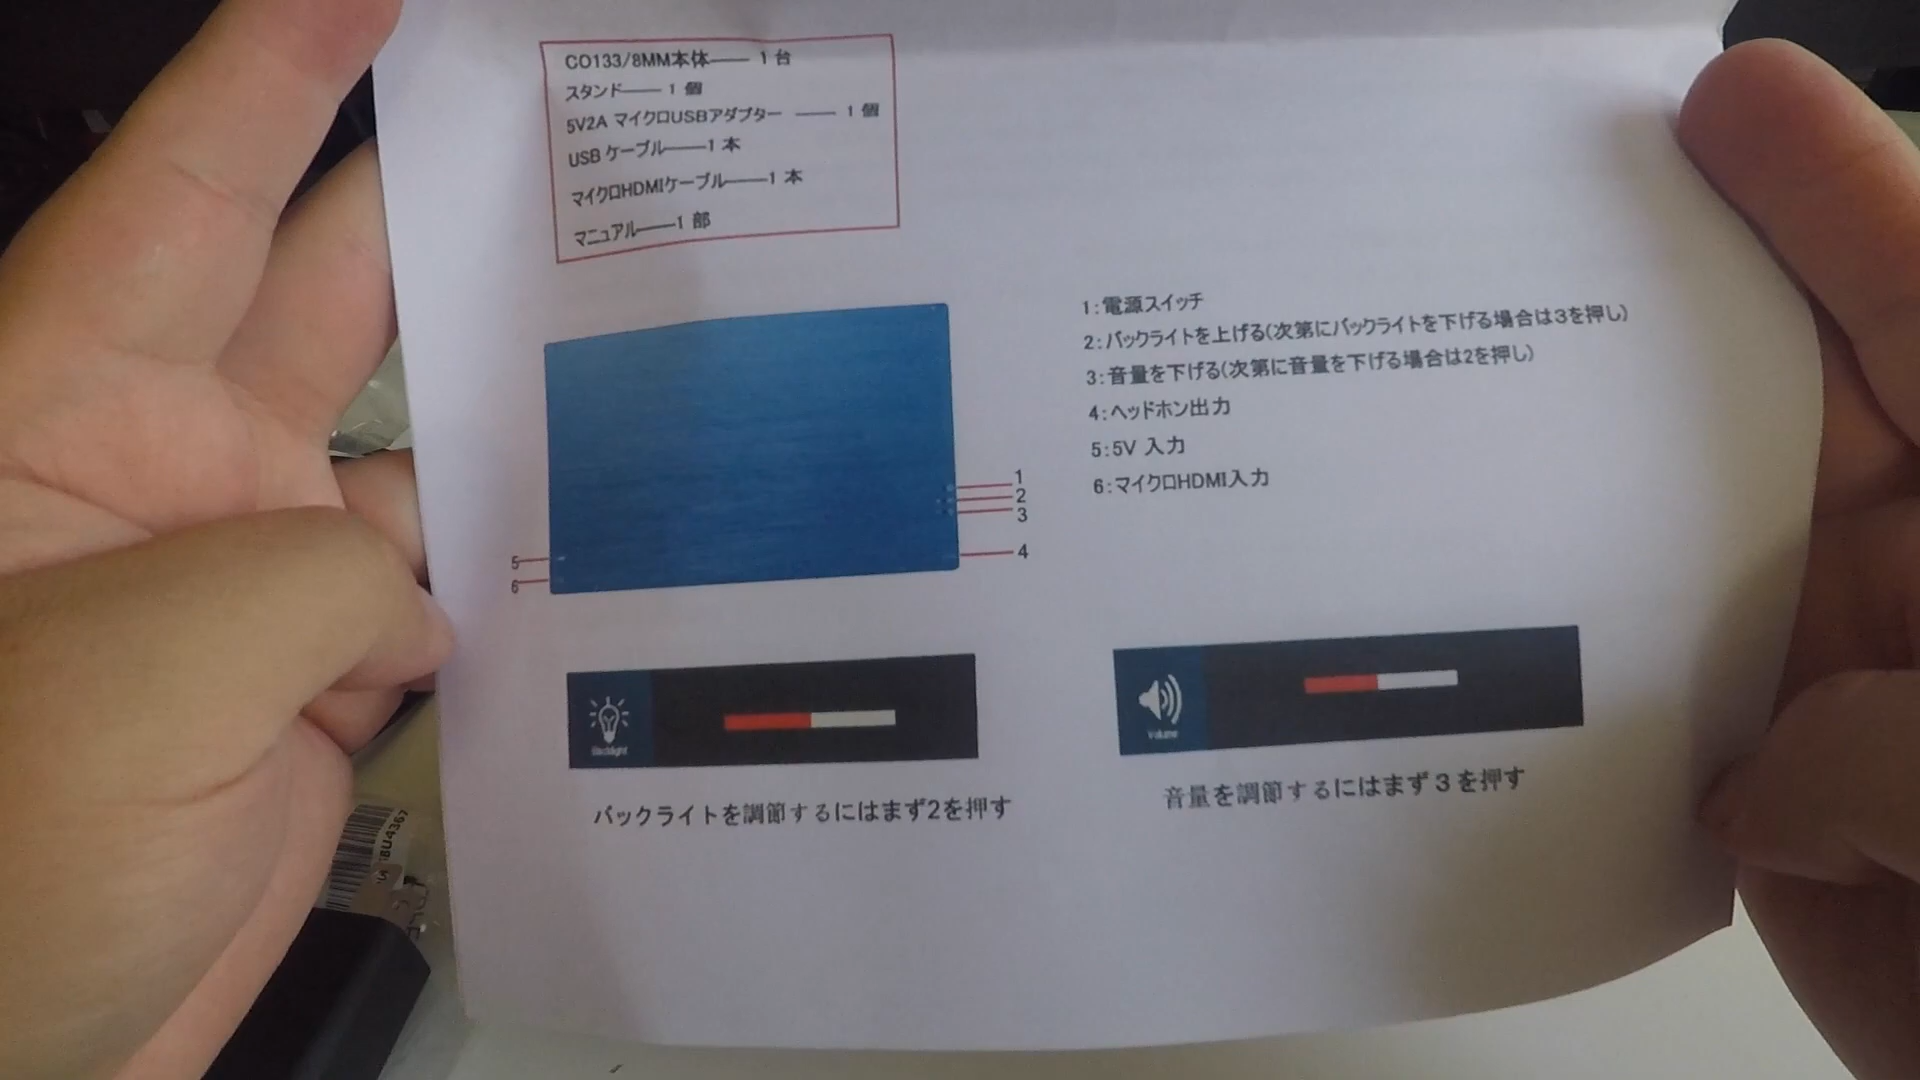 CO133/8MM本体—— 1 台
スタンド—— 1 個
5V2A マイクロUSBアダプター —— 1 個
USB ケーブル——1 本
マイクロHDMIケーブル——1 本
マニュアル——1 部
1:電源スイッチ
2:バックライトを上げる(次第にバックライトを下げる場合は3を押し)
3:音量を下げる(次第に音量を下げる場合は2を押し)
4:ヘッドホン出力
5:5V 入力
6:マイクロHDMI入力
1
2
3
4
5
6
Backlight
Volume
バックライトを調節するにはまず2を押す
音量を調節するにはまず3を押す